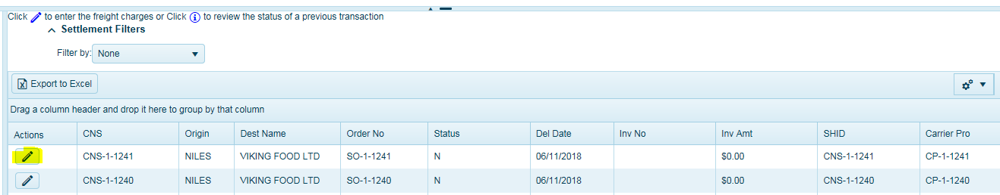 Click to enter the freight charges or Click to review the status of a previous transaction
Settlement Filters
Filter by: None
Export to Excel
Drag a column header and drop it here to group by that column
Actions CNS Origin Dest Name Order No Status Del Date Inv No Inv Amt SHID Carrier Pro
CNS-1-1241 NILES VIKING FOOD LTD SO-1-1241 N 06/11/2018 $0.00 CNS-1-1241 CP-1-1241
CNS-1-1240 NILES VIKING FOOD LTD SO-1-1240 N 06/11/2018 $0.00 CNS-1-1240 CP-1-1240